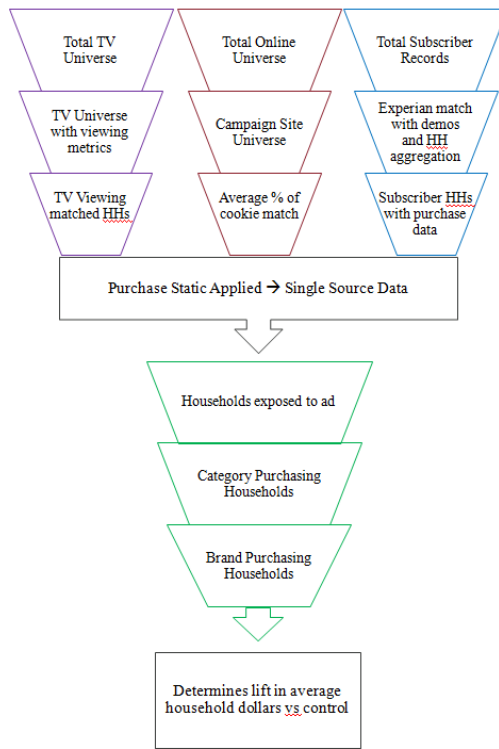 Total TV
Universe
TV Universe
with viewing
metrics
TV Viewing
matched HHs
Total Online
Universe
Campaign Site
Universe
Average % of
cookie match
Total Subscriber
Records
Experian match
with demos
and HH
aggregation
Subscriber HHs
with purchase
data
Purchase Static Applied → Single Source Data
Households exposed to ad
Category Purchasing
Households
Brand Purchasing
Households
Determines lift in average
household dollars vs control